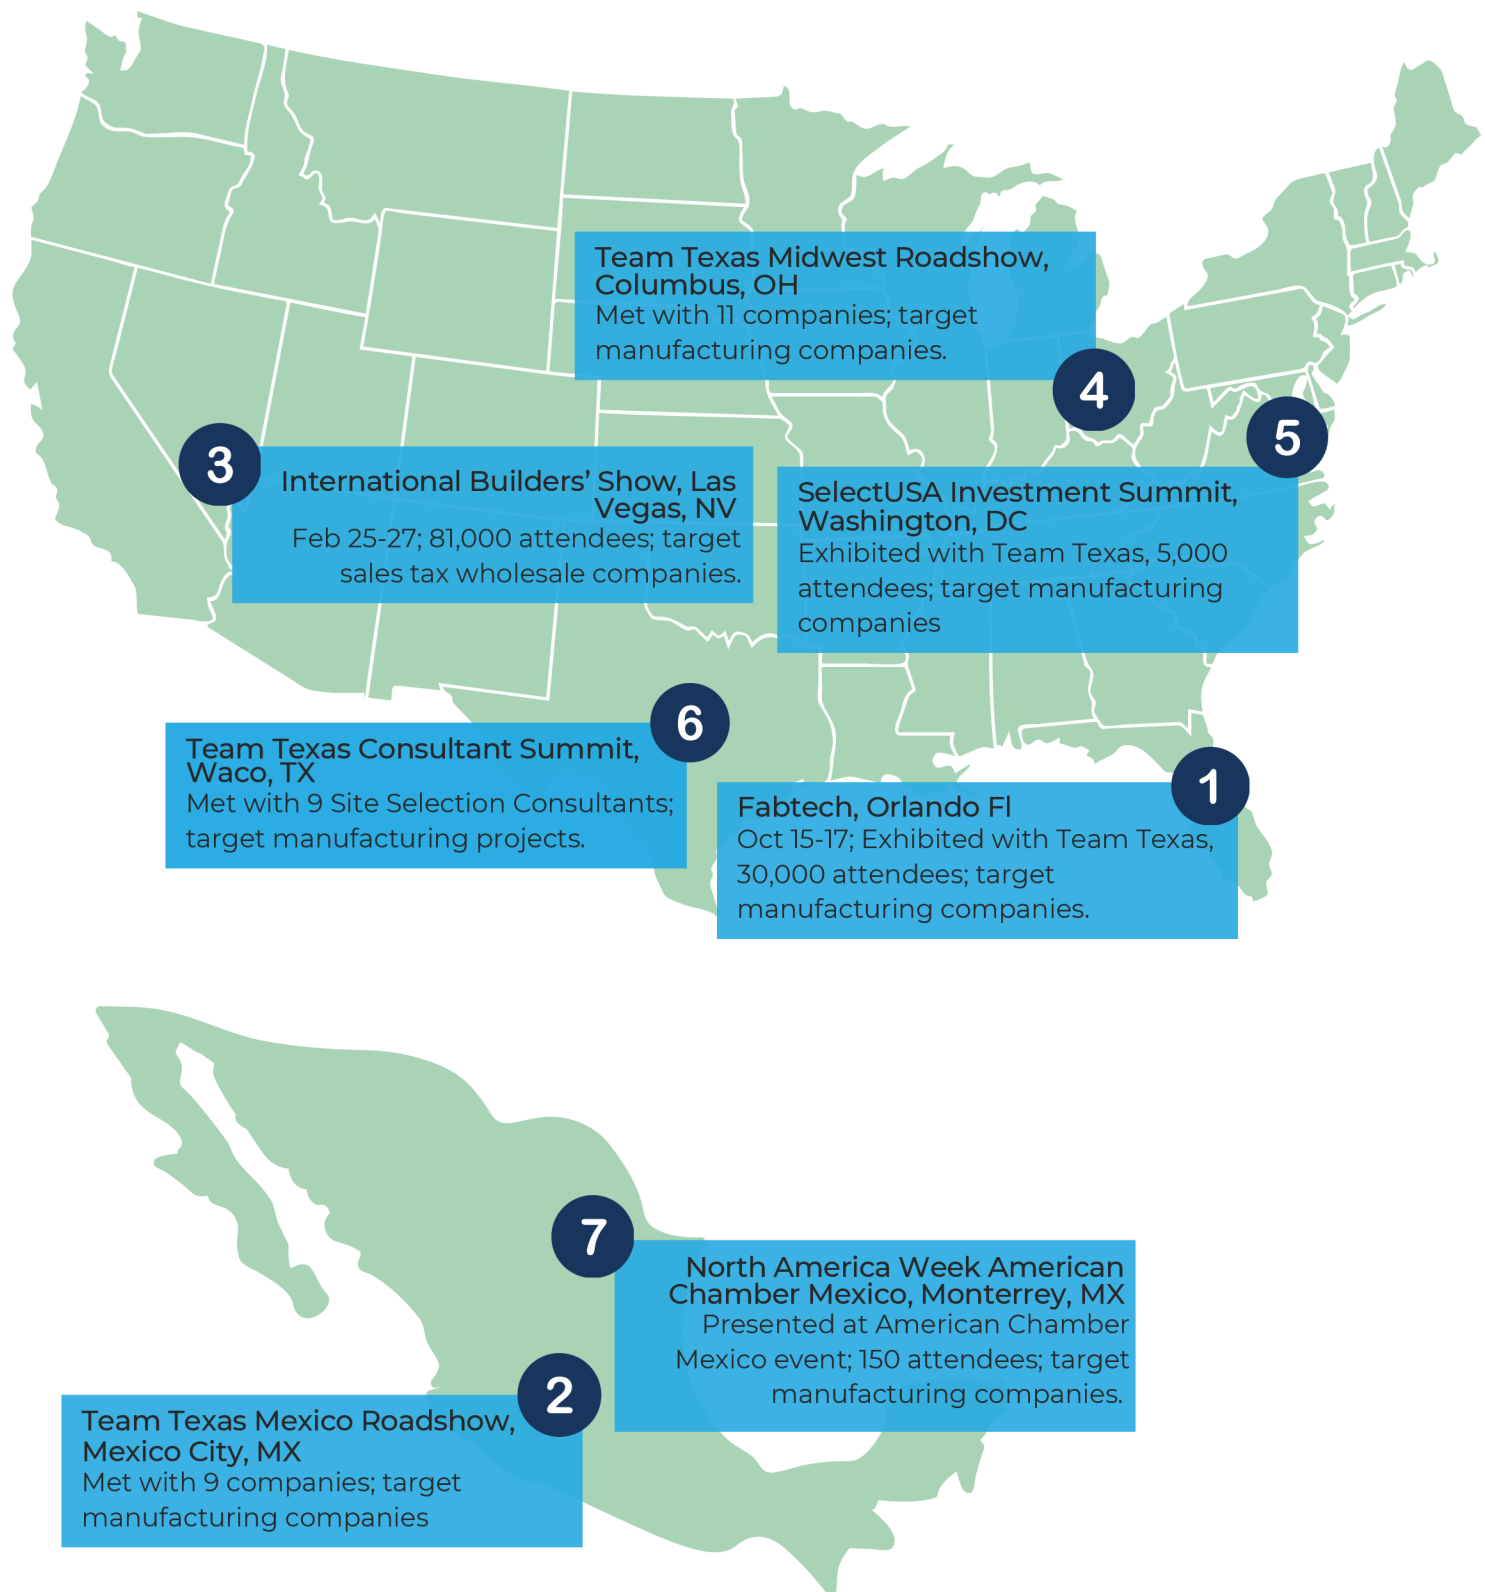 Team Texas Midwest Roadshow,
Columbus, OH
Met with 11 companies; target
manufacturing companies.
4
3
International Builders’ Show, Las
Vegas, NV
Feb 25-27; 81,000 attendees; target
sales tax wholesale companies.
5
SelectUSA Investment Summit,
Washington, DC
Exhibited with Team Texas, 5,000
attendees; target manufacturing
companies
6
Team Texas Consultant Summit,
Waco, TX
Met with 9 Site Selection Consultants;
target manufacturing projects.
1
Fabtech, Orlando Fl
Oct 15-17; Exhibited with Team Texas,
30,000 attendees; target
manufacturing companies.
7
North America Week American
Chamber Mexico, Monterrey, MX
Presented at American Chamber
Mexico event; 150 attendees; target
manufacturing companies.
2
Team Texas Mexico Roadshow,
Mexico City, MX
Met with 9 companies; target
manufacturing companies